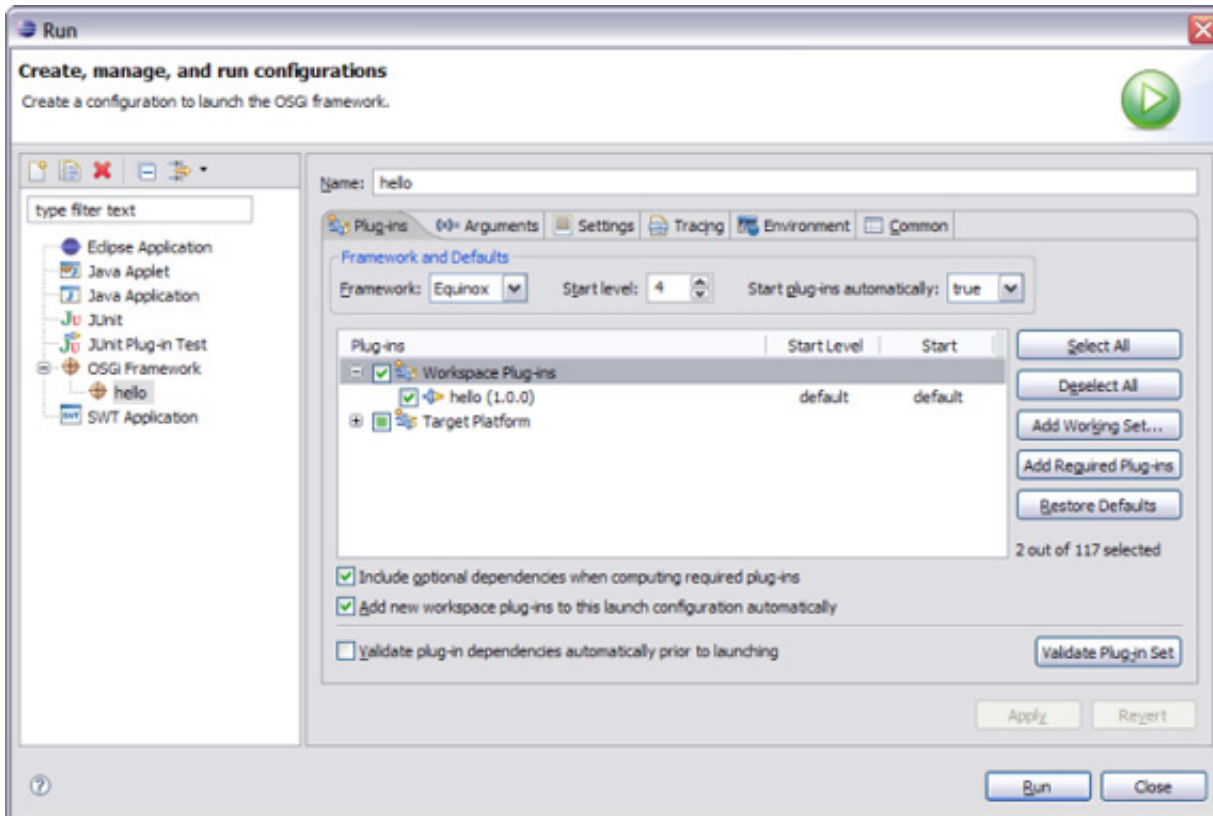 Run
Create, manage, and run configurations
Create a configuration to launch the OSGi framework.
type filter text
Eclipse Application
Java Applet
Java Application
JUnit
JUnit Plug-in Test
OSGi Framework
hello
SWT Application
Name: hello
Plug-ins Arguments Settings Tracing Environment Common
Framework and Defaults
Framework: Equinox Start level: 4 Start plug-ins automatically: true
Plug-ins Start Level Start
Workspace Plug-ins
hello (1.0.0) default default
Target Platform
Select All
Deselect All
Add Working Set...
Add Required Plug-ins
Restore Defaults
2 out of 117 selected
Include optional dependencies when computing required plug-ins
Add new workspace plug-ins to this launch configuration automatically
Validate plug-in dependencies automatically prior to launching Validate Plug-in Set
Apply Revert
Run Close